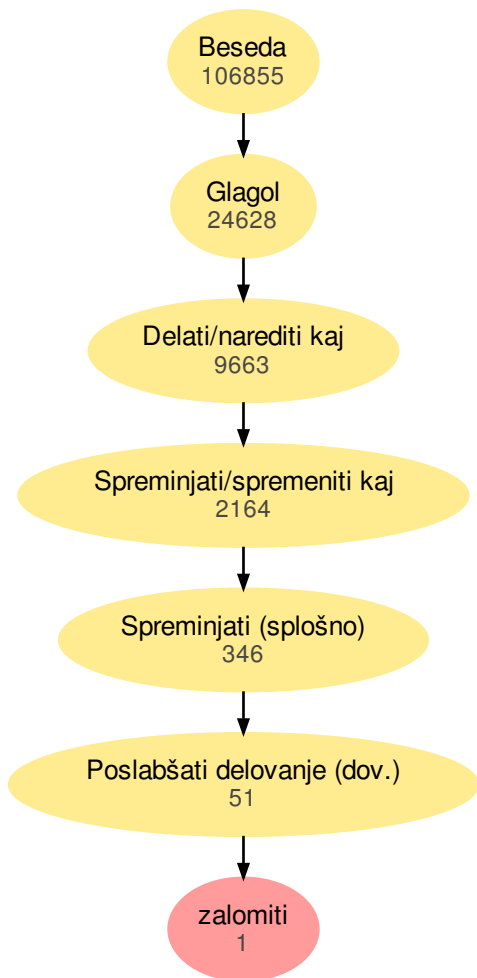 Beseda
106855
Glagol
24628
Delati/narediti kaj
9663
Spreminjati/spremeniti kaj
2164
Spreminjati (splošno)
346
Poslabšati delovanje (dov.)
51
zalomiti
1